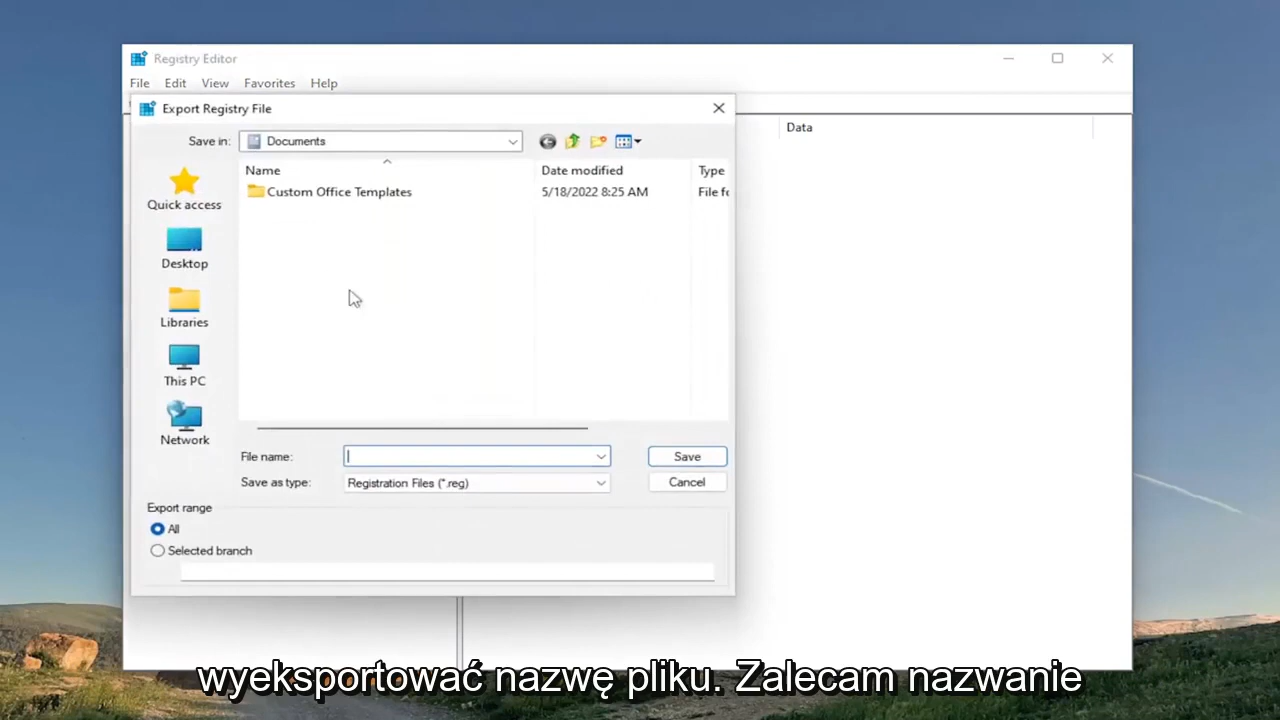 Registry Editor
File Edit View Favorites Help
Export Registry File
Save in: Documents
Data
Name Date modified Type
Custom Office Templates 5/18/2022 8:25 AM File fo
Quick access
Desktop
Libraries
This PC
Network
File name: Save
Save as type: Registration Files (*.reg) Cancel
Export range
All
Selected branch
wyeksportować nazwę pliku. Zalecam nazwanie